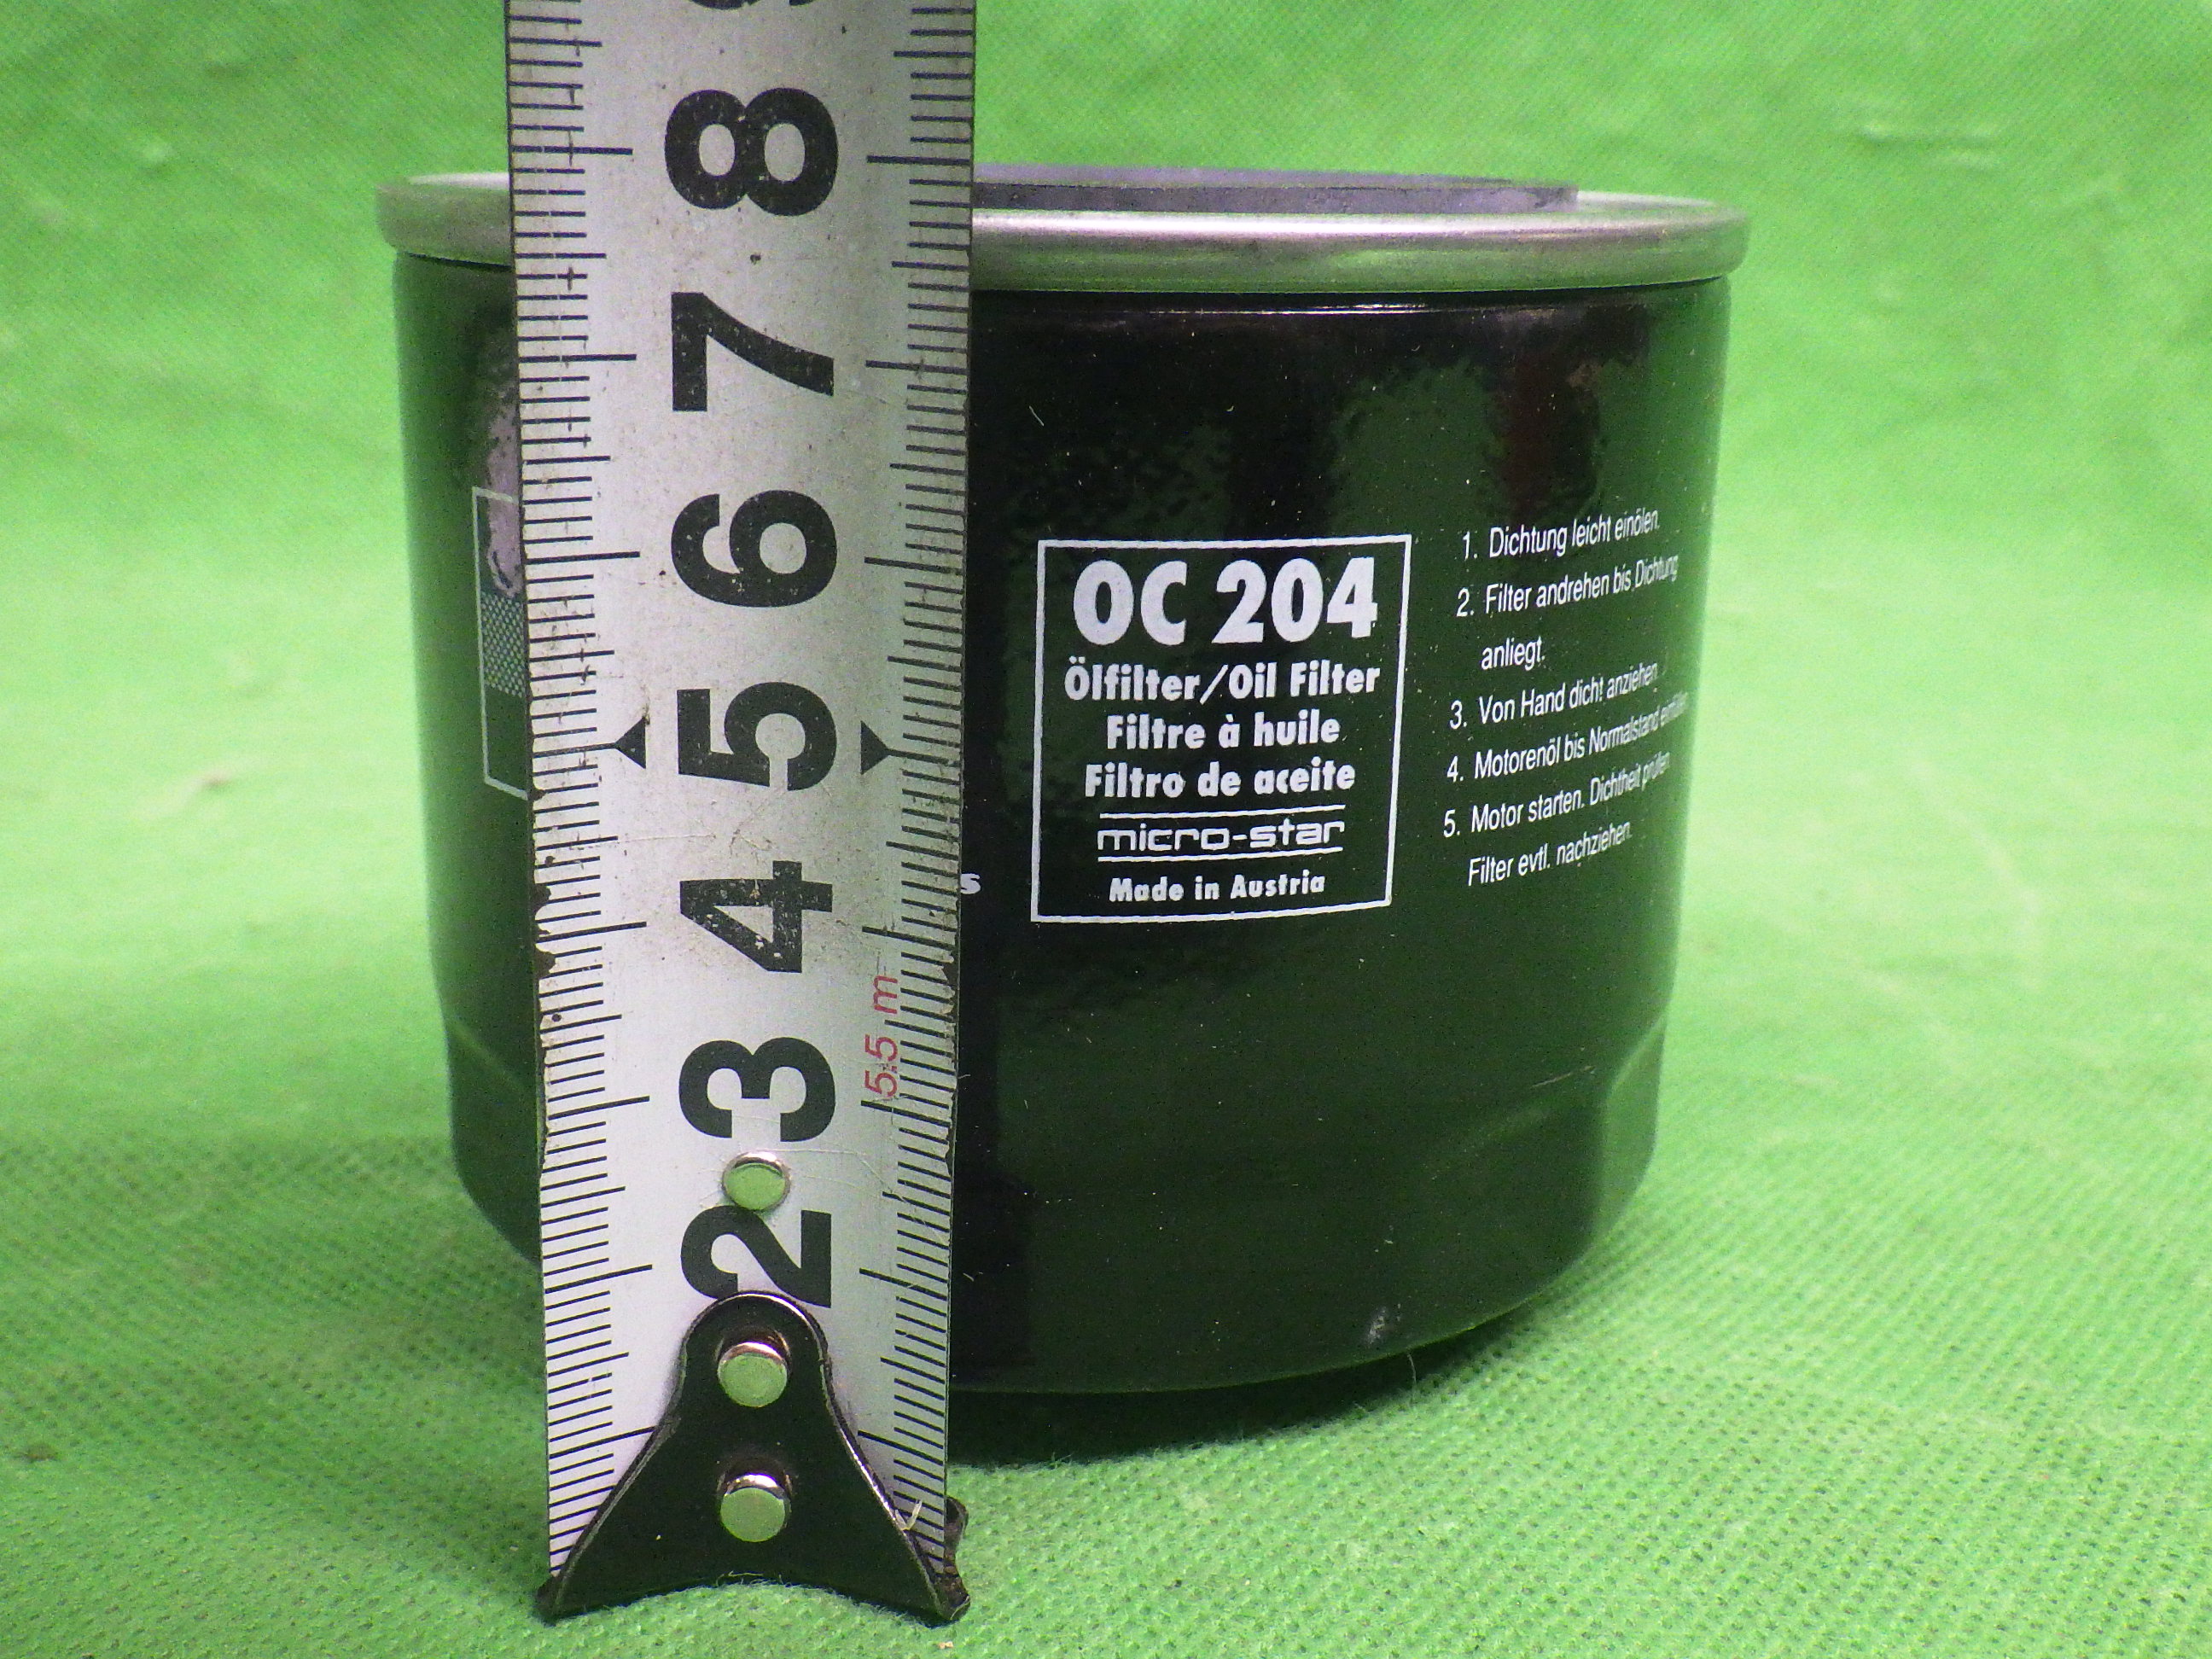 8
7
6
5
4
3
2
5.5 m
s
OC 204
Ölfilter/Oil Filter
Filtre à huile
Filtro de aceite
micro-star
Made in Austria
1. Dichtung leicht einölen.
2. Filter andrehen bis Dichtung
anliegt.
3. Von Hand dicht anziehen
4. Motorenöl bis Normalstand einfüllen
5. Motor starten. Dichtheit prüfen
Filter evtl. nachziehen.